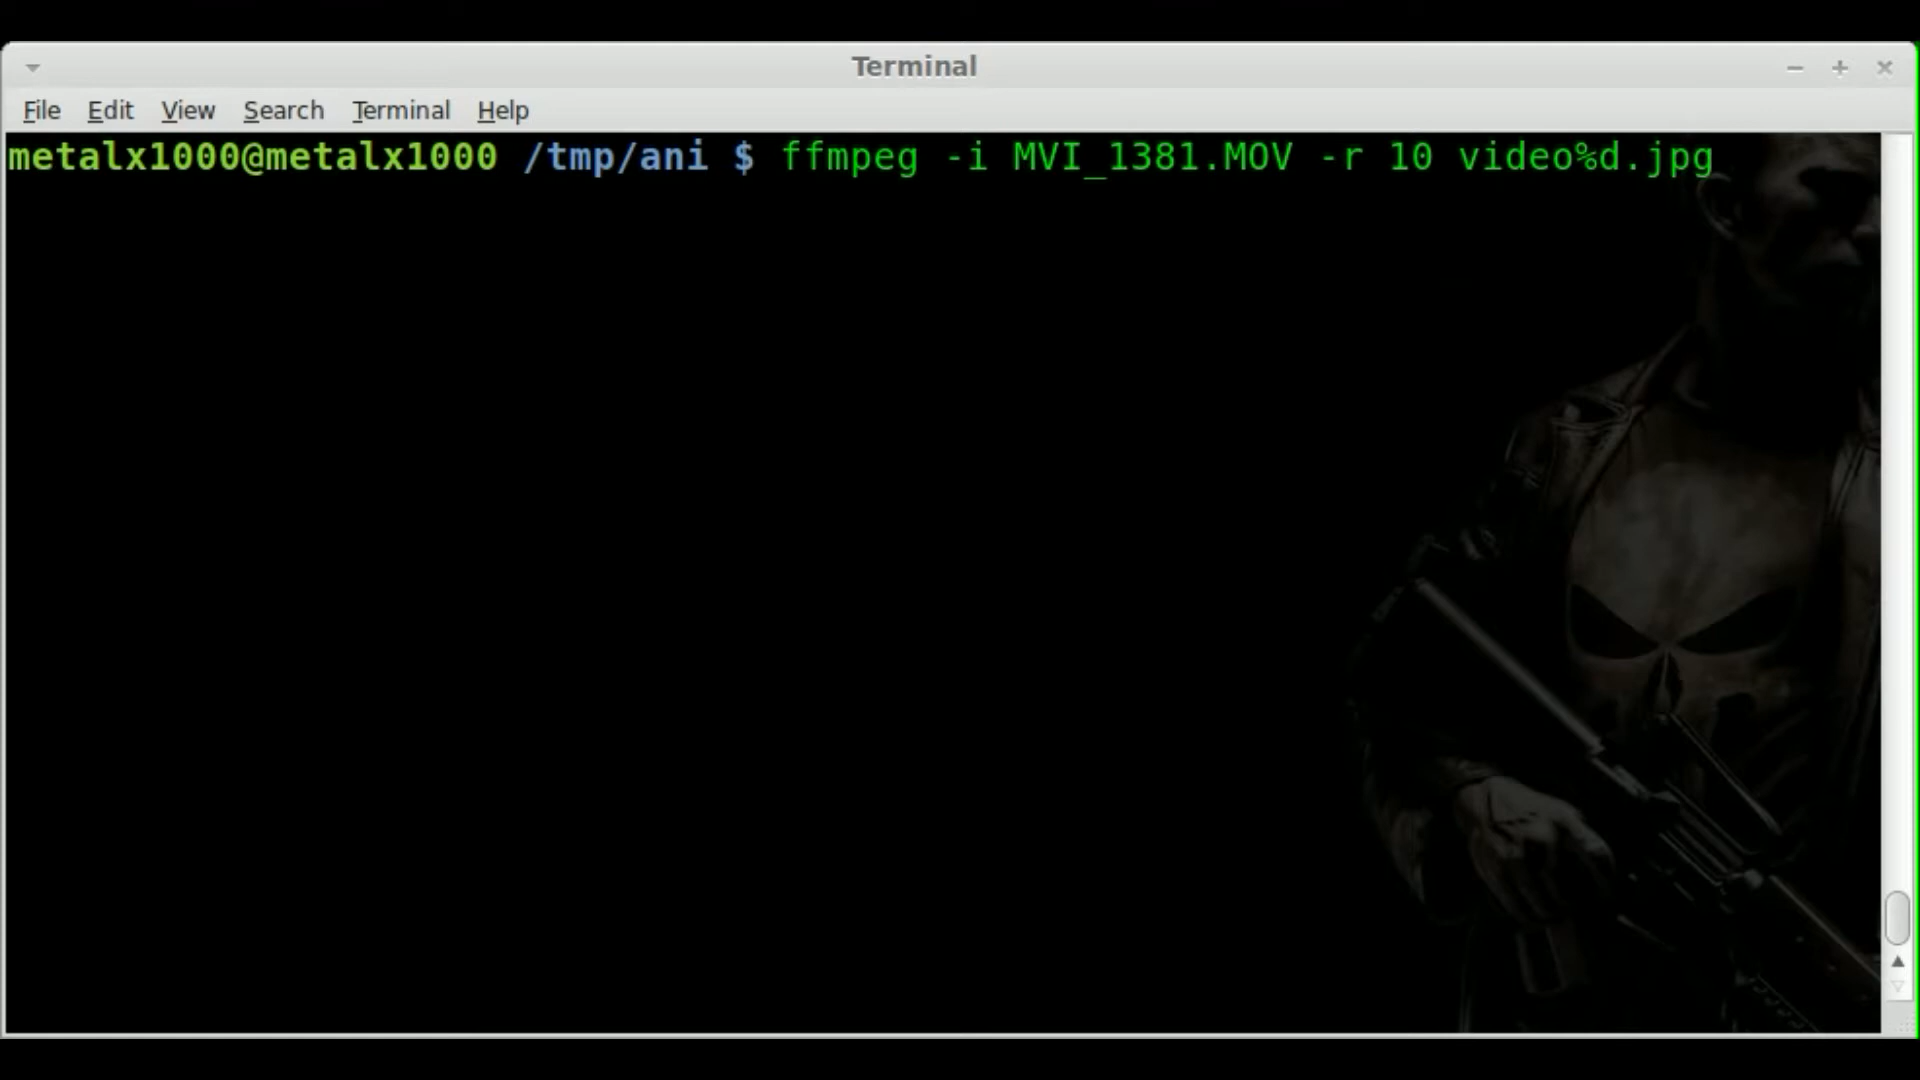 Terminal
File Edit View Search Terminal Help
metalx1000@metalx1000 /tmp/ani $ ffmpeg -i MVI_1381.MOV -r 10 video%d.jpg